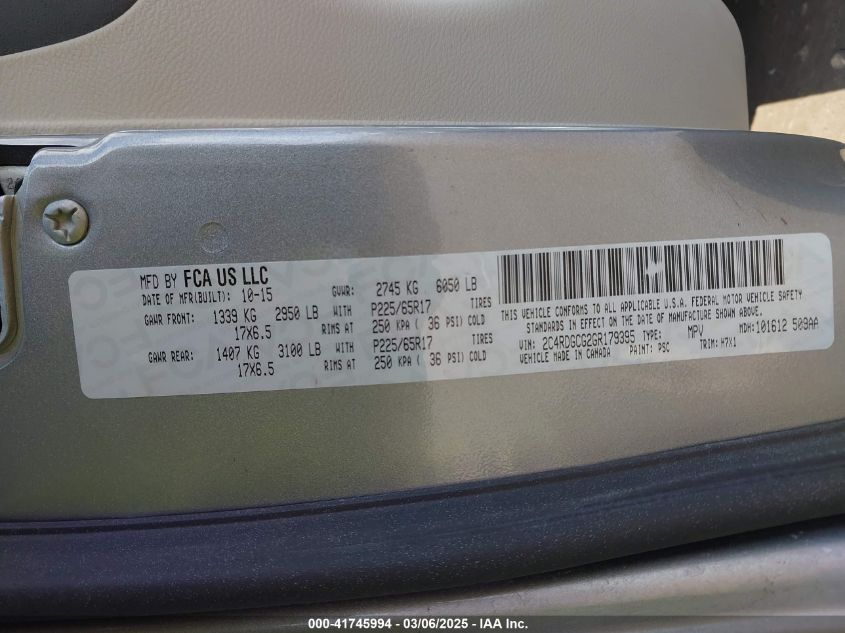 MFD BY FCA US LLC
DATE OF MFR(BUILT): 10-15 GVWR: 2745 KG 6050 LB
GAWR FRONT: 1339 KG 2950 LB WITH P225/65R17 TIRES
17X6.5 RIMS AT 250 KPA ( 36 PSI) COLD
GAWR REAR: 1407 KG 3100 LB WITH P225/65R17 TIRES
17X6.5 RIMS AT 250 KPA ( 36 PSI) COLD
THIS VEHICLE CONFORMS TO ALL APPLICABLE U.S.A. FEDERAL MOTOR VEHICLE SAFETY
STANDARDS IN EFFECT ON THE DATE OF MANUFACTURE SHOWN ABOVE.
VIN: 2C4RDGCG2GR179395 TYPE: MPV MDH:101612 509AA
VEHICLE MADE IN CANADA PAINT: PSC TRIM: H7X1
000-41745994 - 03/06/2025 - IAA Inc.